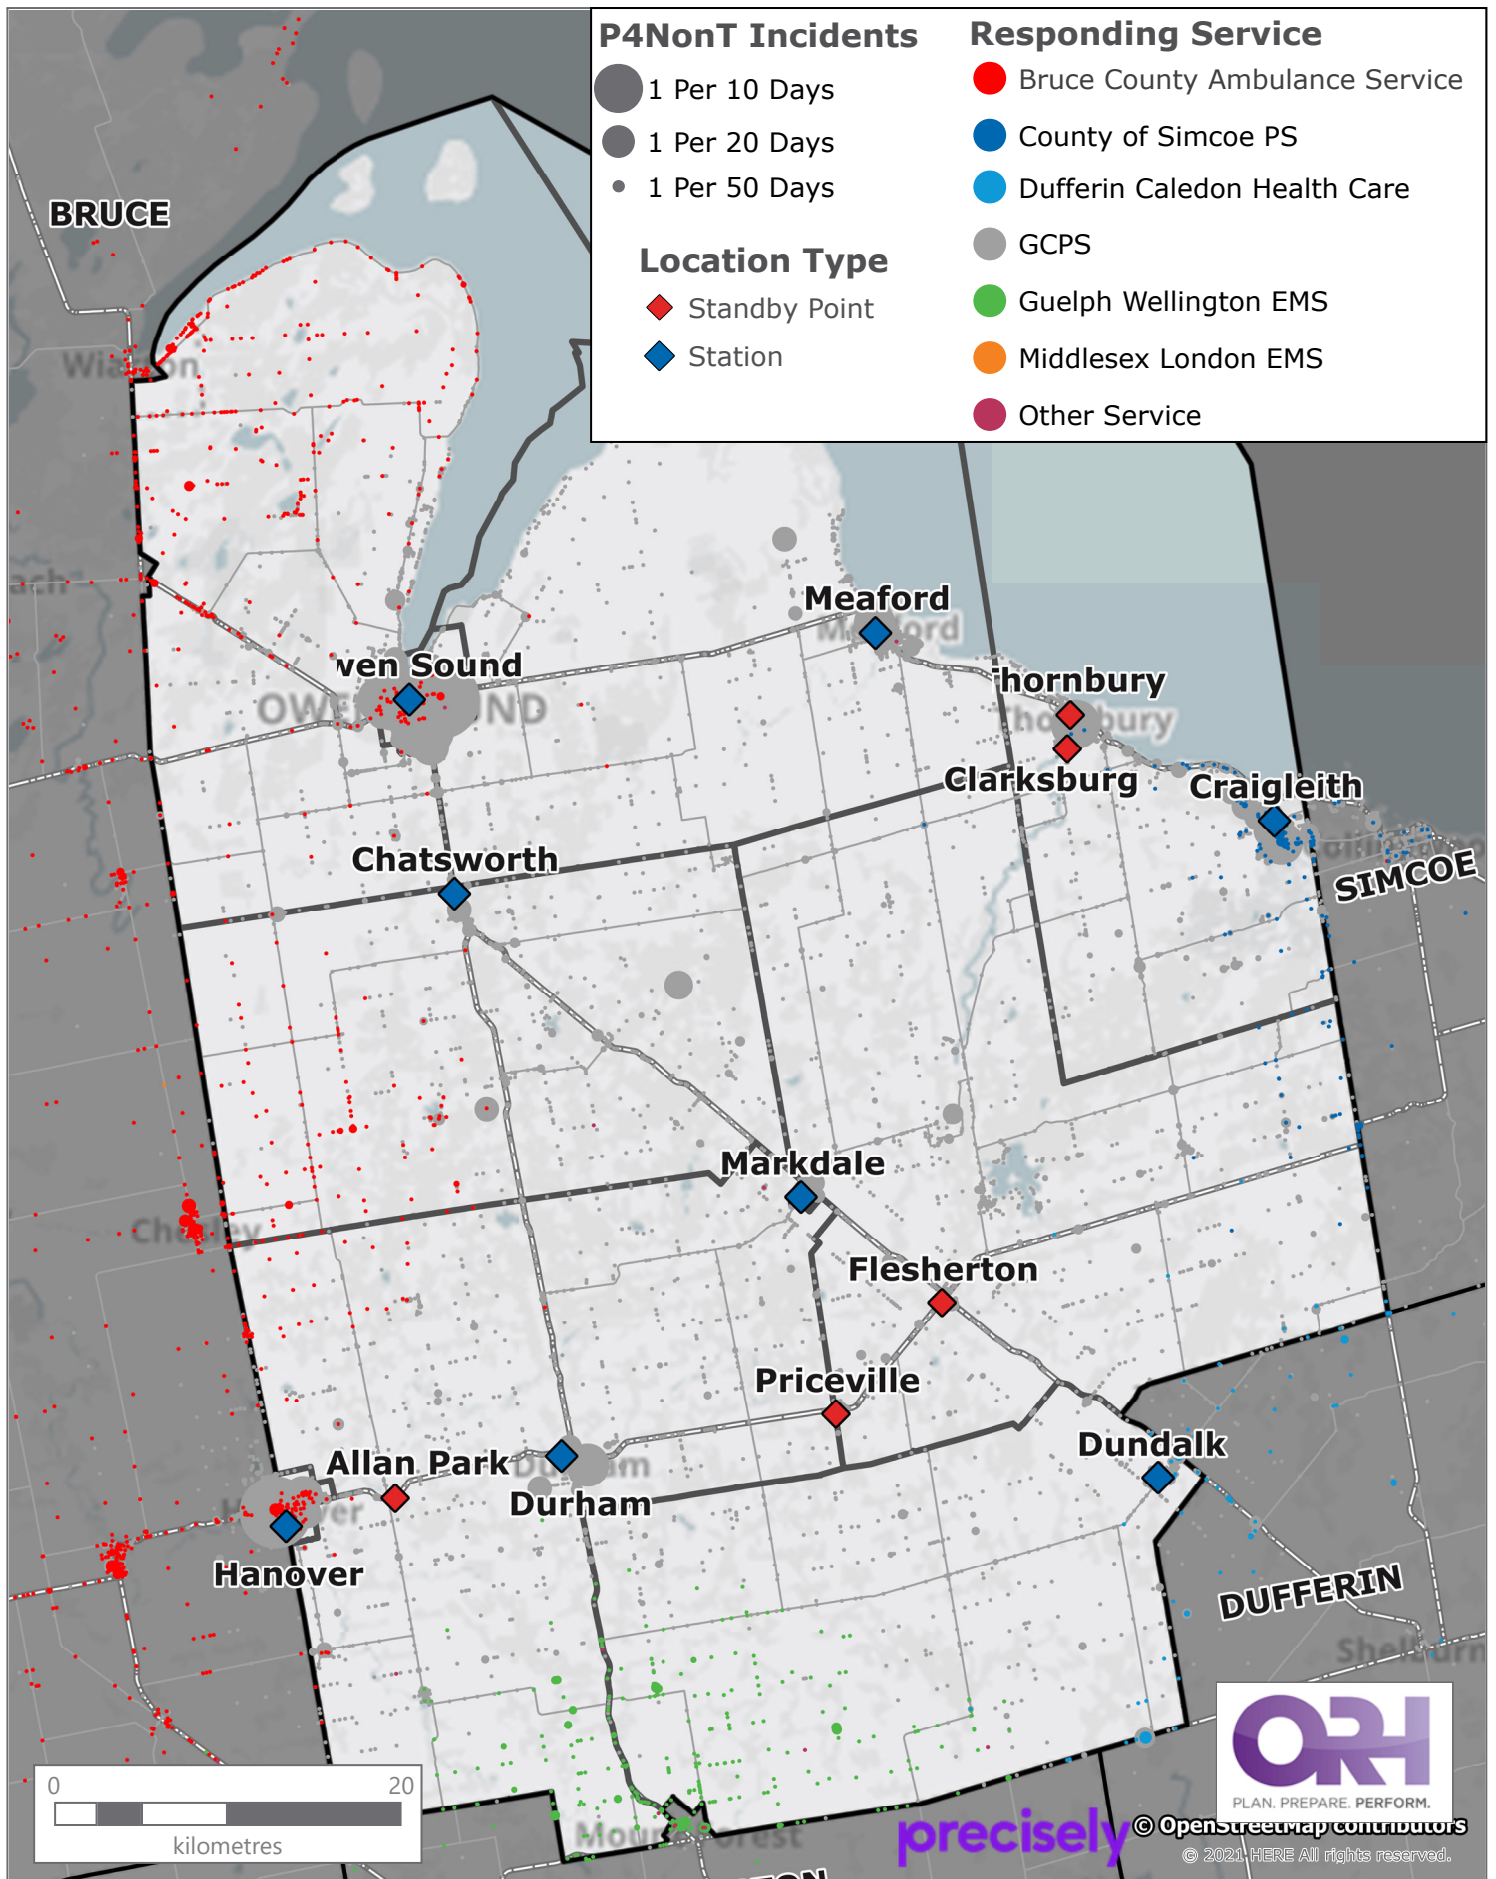 P4NonT Incidents
1 Per 10 Days
1 Per 20 Days
1 Per 50 Days
Location Type
Standby Point
Station
Responding Service
Bruce County Ambulance Service
County of Simcoe PS
Dufferin Caledon Health Care
GCPS
Guelph Wellington EMS
Middlesex London EMS
Other Service
BRUCE
Meaford
ven Sound
hornbury
Clarksburg
Craigleith
SIMCOE
Chatsworth
Markdale
Flesherton
Priceville
Allan Park
Durham
Dundalk
Hanover
DUFFERIN
0 20
kilometres
ORH
PLAN. PREPARE. PERFORM.
precisely
© OpenStreetMap contributors
© 2021 HERE All rights reserved.